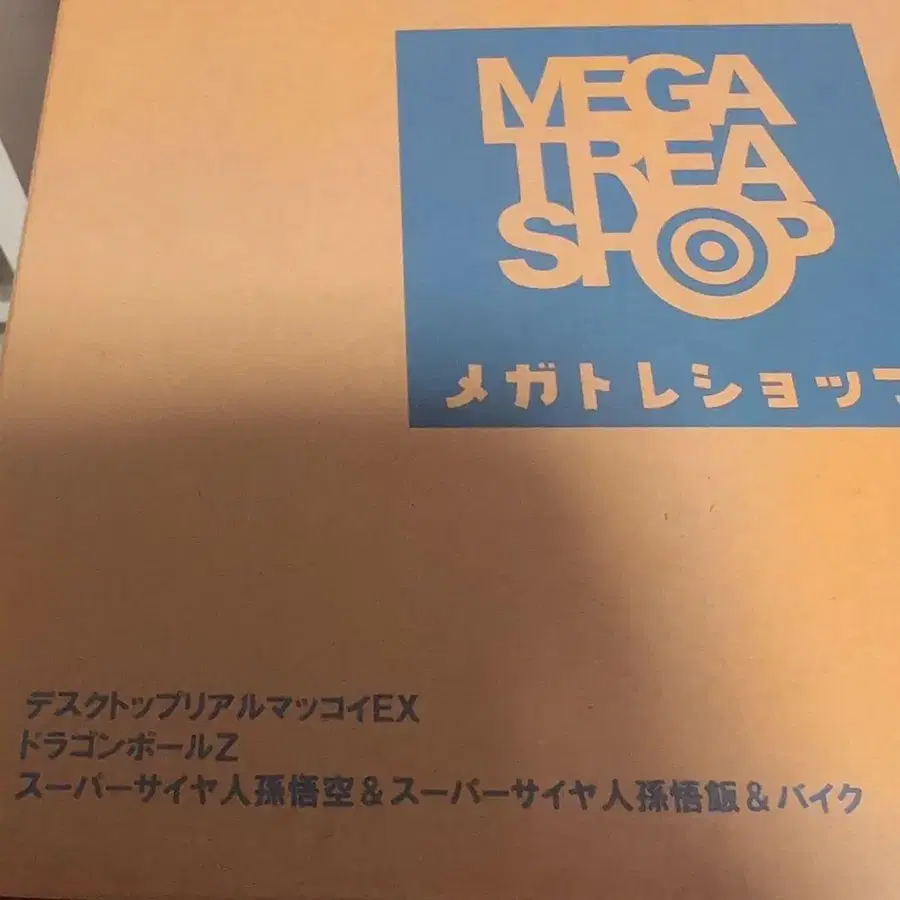 MEGA
TREA
SHOP
メガトレショップ
デスクトップリアルマッコイEX
ドラゴンボールZ
スーパーサイヤ人孫悟空&スーパーサイヤ人孫悟飯&バイク